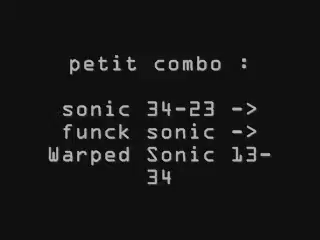 petit combo :
sonic 34-23 ->
funck sonic ->
Warped Sonic 13-
34